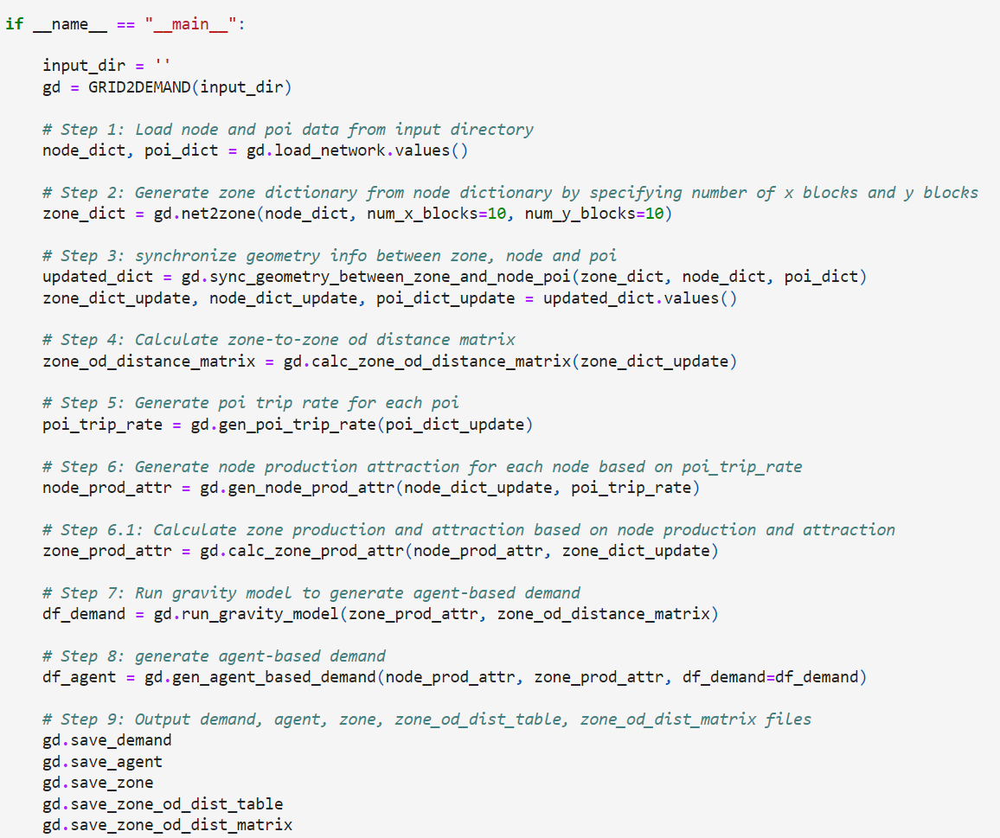 if __name__ == "__main__":
input_dir = ''
gd = GRID2DEMAND(input_dir)
# Step 1: Load node and poi data from input directory
node_dict, poi_dict = gd.load_network.values()
# Step 2: Generate zone dictionary from node dictionary by specifying number of x blocks and y blocks
zone_dict = gd.net2zone(node_dict, num_x_blocks=10, num_y_blocks=10)
# Step 3: synchronize geometry info between zone, node and poi
updated_dict = gd.sync_geometry_between_zone_and_node_poi(zone_dict, node_dict, poi_dict)
zone_dict_update, node_dict_update, poi_dict_update = updated_dict.values()
# Step 4: Calculate zone-to-zone od distance matrix
zone_od_distance_matrix = gd.calc_zone_od_distance_matrix(zone_dict_update)
# Step 5: Generate poi trip rate for each poi
poi_trip_rate = gd.gen_poi_trip_rate(poi_dict_update)
# Step 6: Generate node production attraction for each node based on poi_trip_rate
node_prod_attr = gd.gen_node_prod_attr(node_dict_update, poi_trip_rate)
# Step 6.1: Calculate zone production and attraction based on node production and attraction
zone_prod_attr = gd.calc_zone_prod_attr(node_prod_attr, zone_dict_update)
# Step 7: Run gravity model to generate agent-based demand
df_demand = gd.run_gravity_model(zone_prod_attr, zone_od_distance_matrix)
# Step 8: generate agent-based demand
df_agent = gd.gen_agent_based_demand(node_prod_attr, zone_prod_attr, df_demand=df_demand)
# Step 9: Output demand, agent, zone, zone_od_dist_table, zone_od_dist_matrix files
gd.save_demand
gd.save_agent
gd.save_zone
gd.save_zone_od_dist_table
gd.save_zone_od_dist_matrix